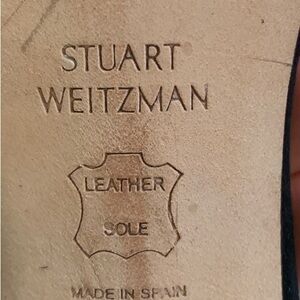 STUART
WEITZMAN
LEATHER
SOLE
MADE IN SPAIN